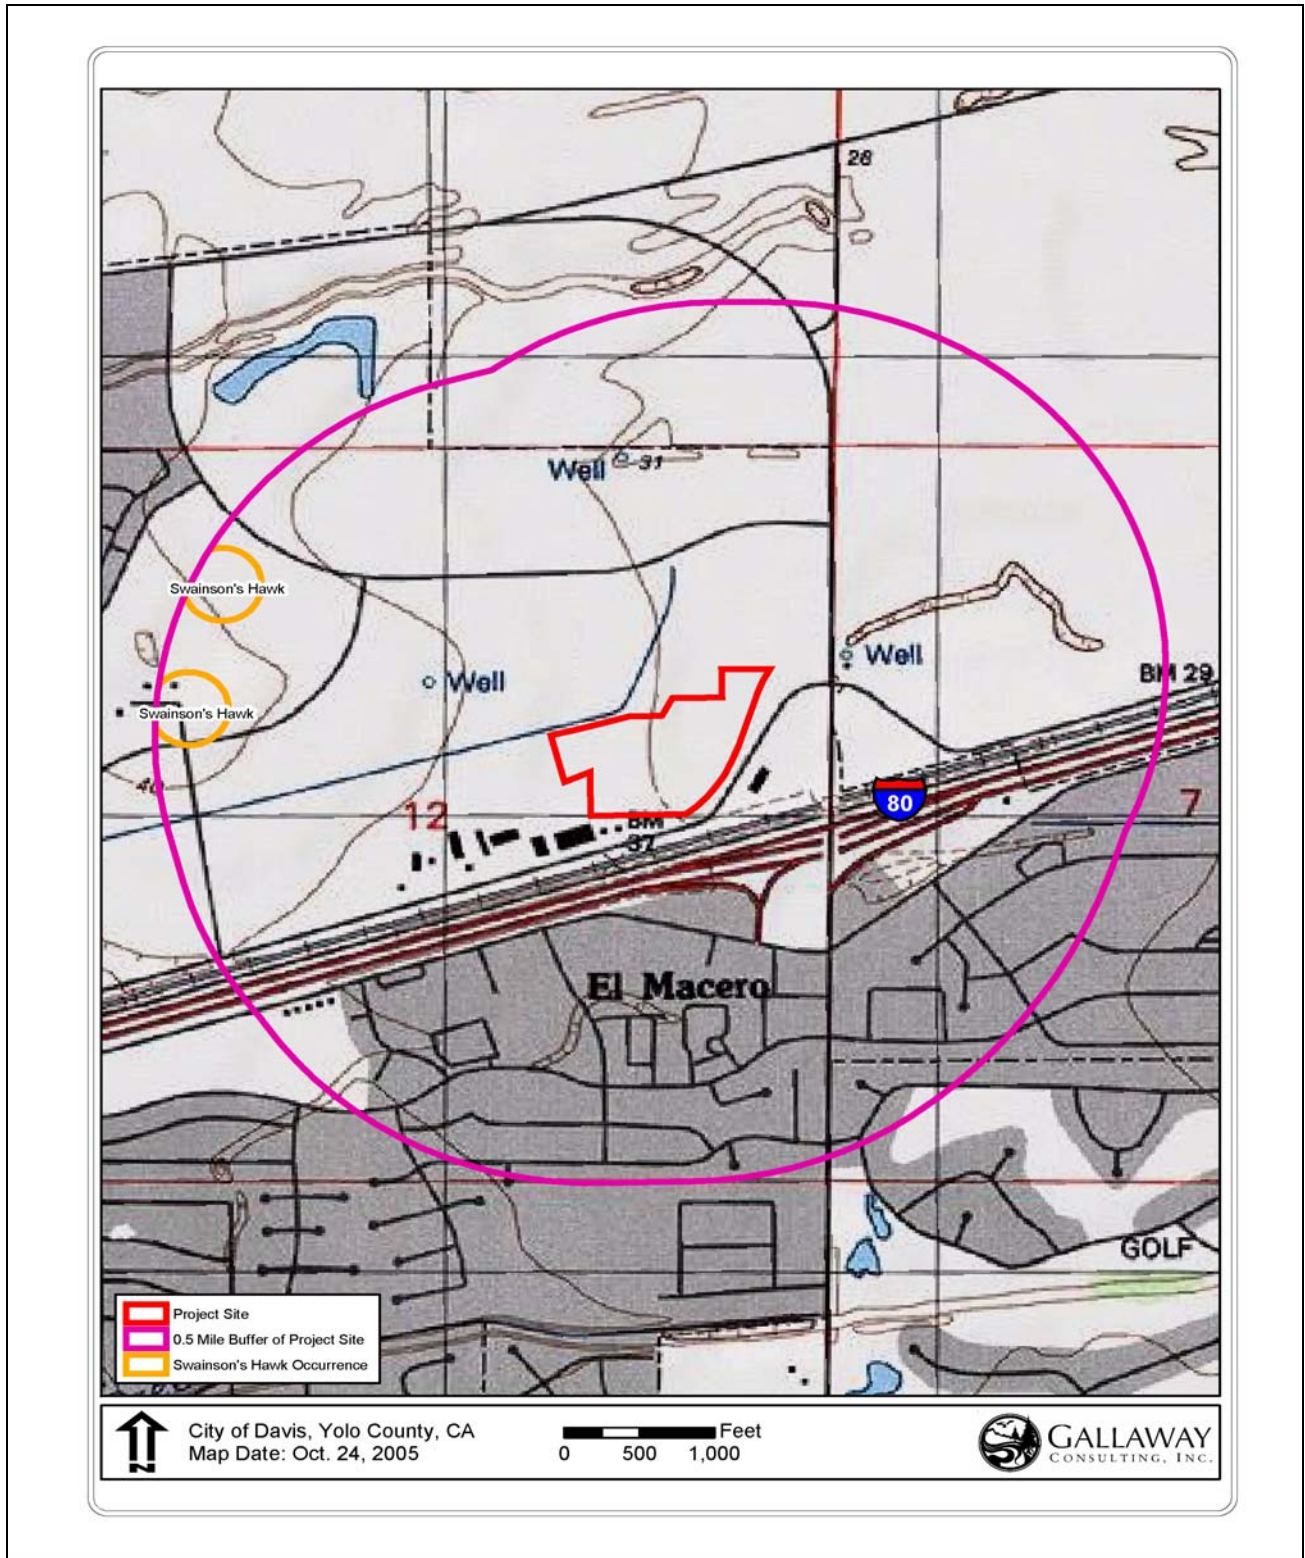 28
Well
31
Swainson's Hawk
Well
Well
BM 29
Swainson's Hawk
40
12
80
7
BM
37
El Macero
GOLF
Project Site
0.5 Mile Buffer of Project Site
Swainson's Hawk Occurrence
N
City of Davis, Yolo County, CA
Map Date: Oct. 24, 2005
Feet
0 500 1,000
GALLAWAY
CONSULTING, INC.